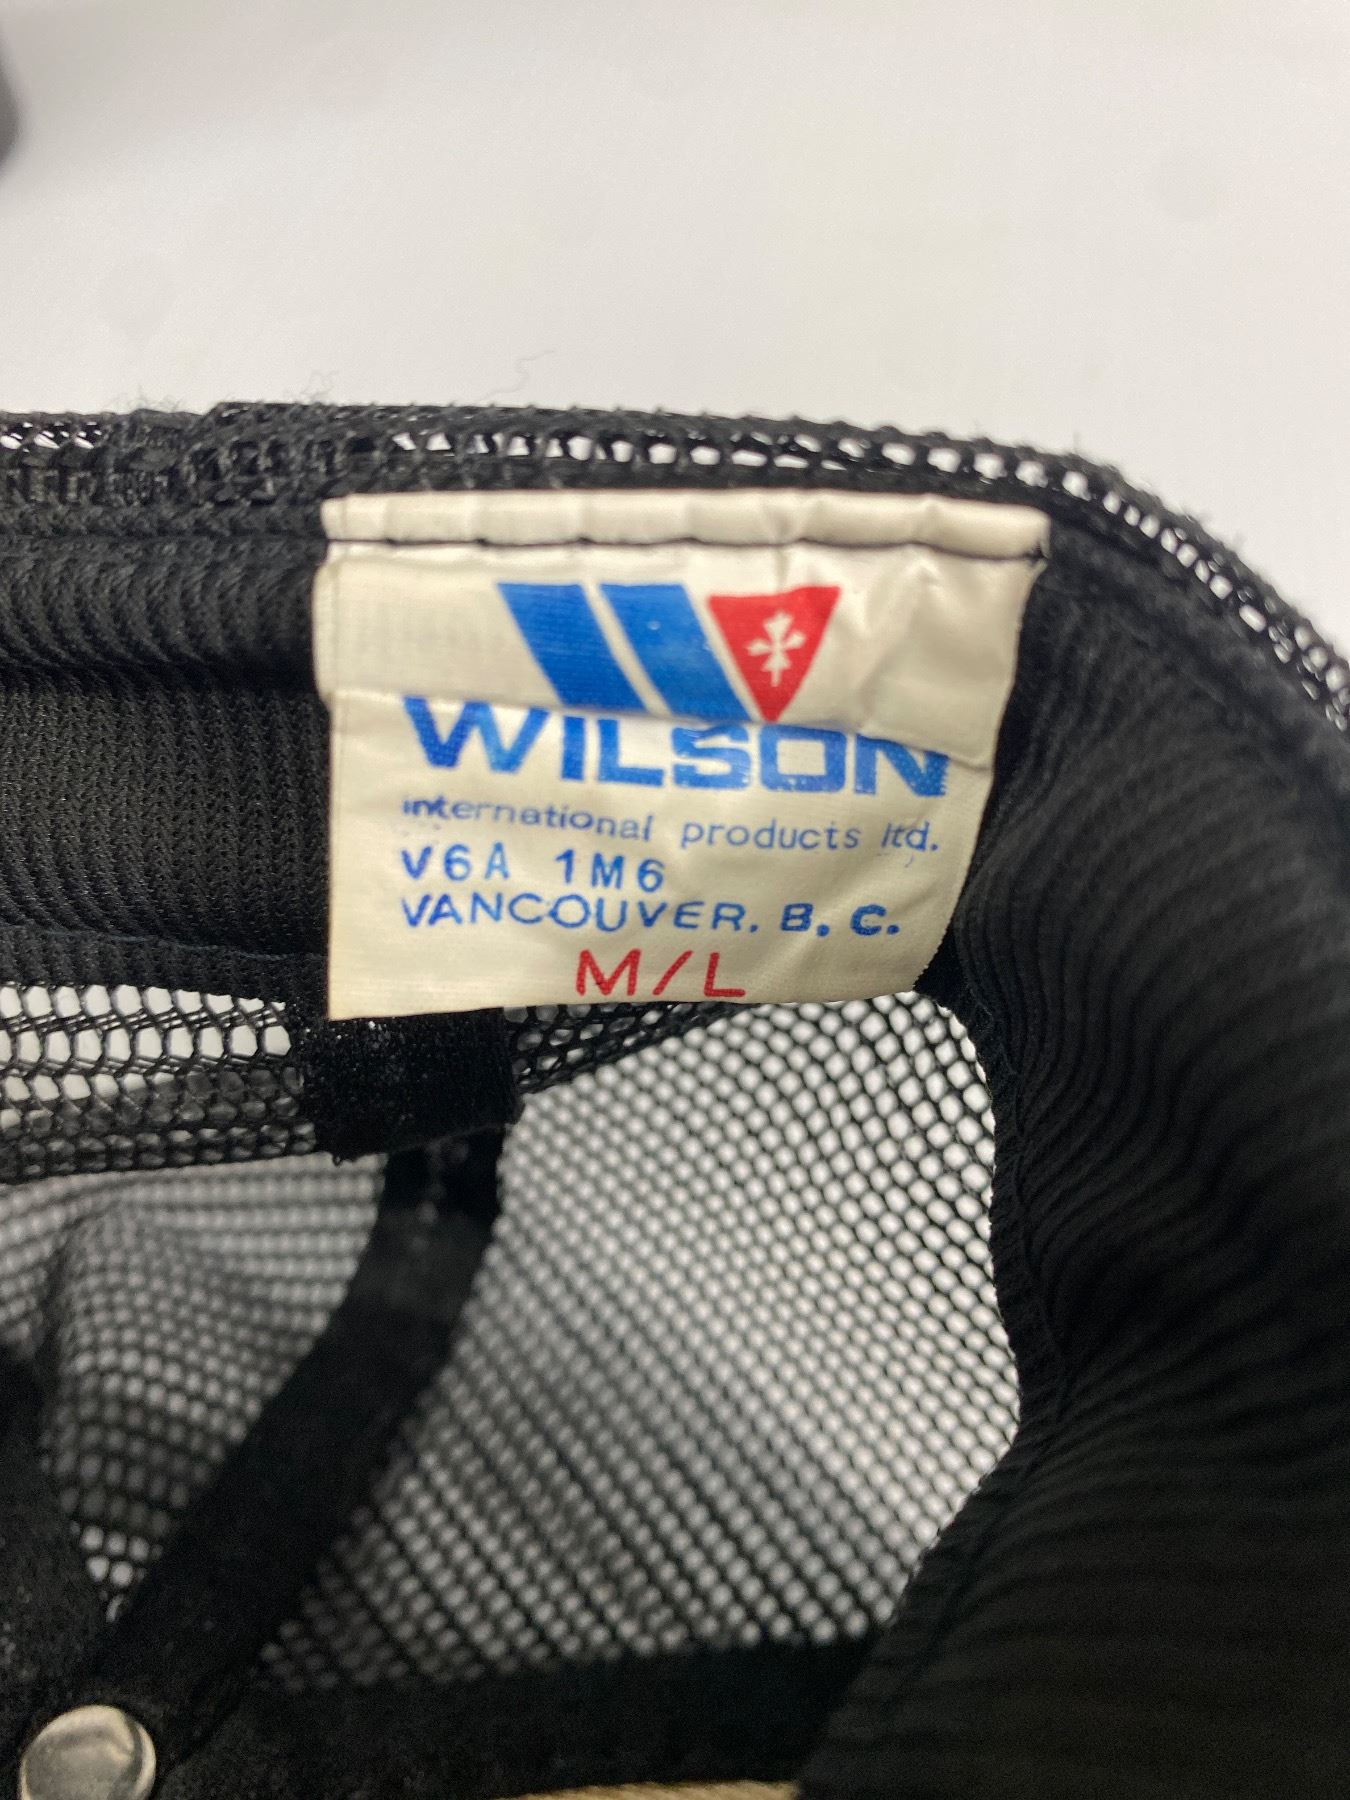 WILSON
international products ltd.
V6A 1M6
VANCOUVER. B. C.
M/L